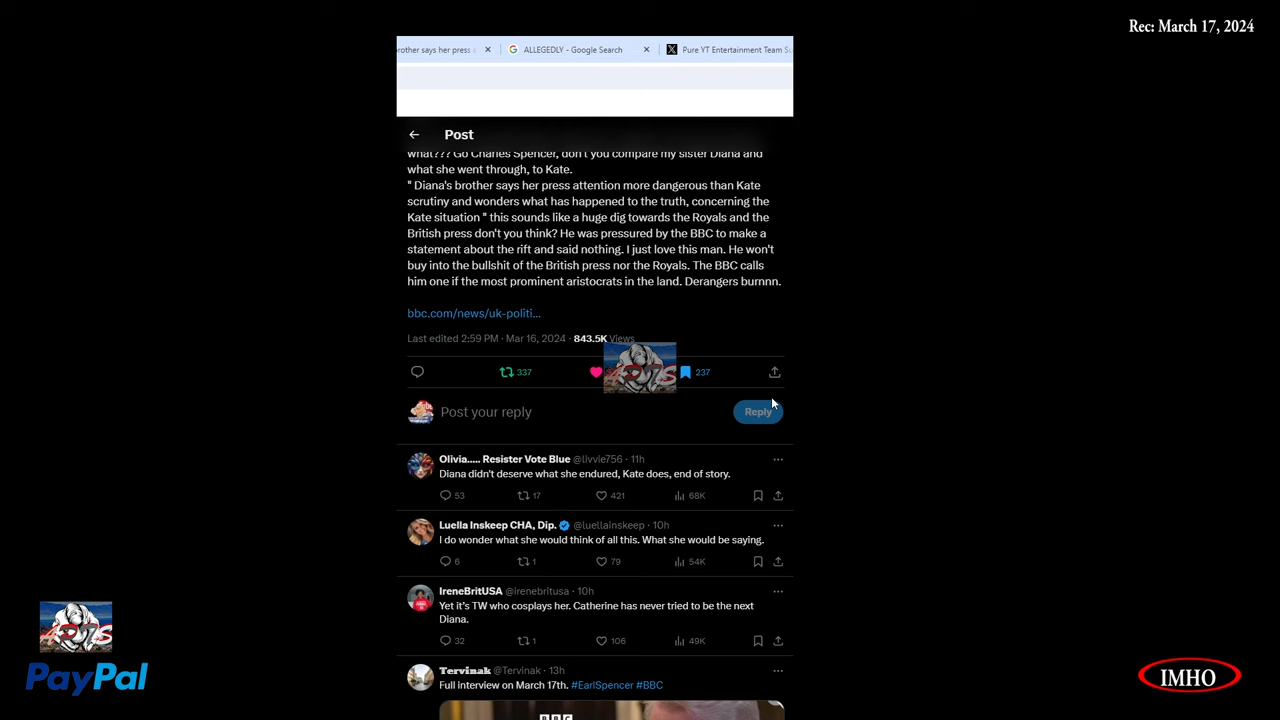 Rec: March 17, 2024
brother says her press a
ALLEGEDLY - Google Search
Pure YT Entertainment Team Su
Post
what??? Go Charles Spencer, don't you compare my sister Diana and
what she went through, to Kate.
" Diana's brother says her press attention more dangerous than Kate
scrutiny and wonders what has happened to the truth, concerning the
Kate situation " this sounds like a huge dig towards the Royals and the
British press don't you think? He was pressured by the BBC to make a
statement about the rift and said nothing. I just love this man. He won't
buy into the bullshit of the British press nor the Royals. The BBC calls
him one if the most prominent aristocrats in the land. Derangers burnnn.
bbc.com/news/uk-politi...
Last edited 2:59 PM · Mar 16, 2024 · 843.5K Views
337
237
Post your reply
Reply
Olivia..... Resister Vote Blue @livvie756 · 11h
Diana didn't deserve what she endured, Kate does, end of story.
53 17 421 68K
Luella Inskeep CHA, Dip. @luellainskeep · 10h
I do wonder what she would think of all this. What she would be saying.
6 1 79 54K
IreneBritUSA @irenebritusa · 10h
Yet it's TW who cosplays her. Catherine has never tried to be the next
Diana.
32 1 106 49K
Tervinak @Tervinak · 13h
Full interview on March 17th. #EarlSpencer #BBC
BBC
PayPal
IMHO